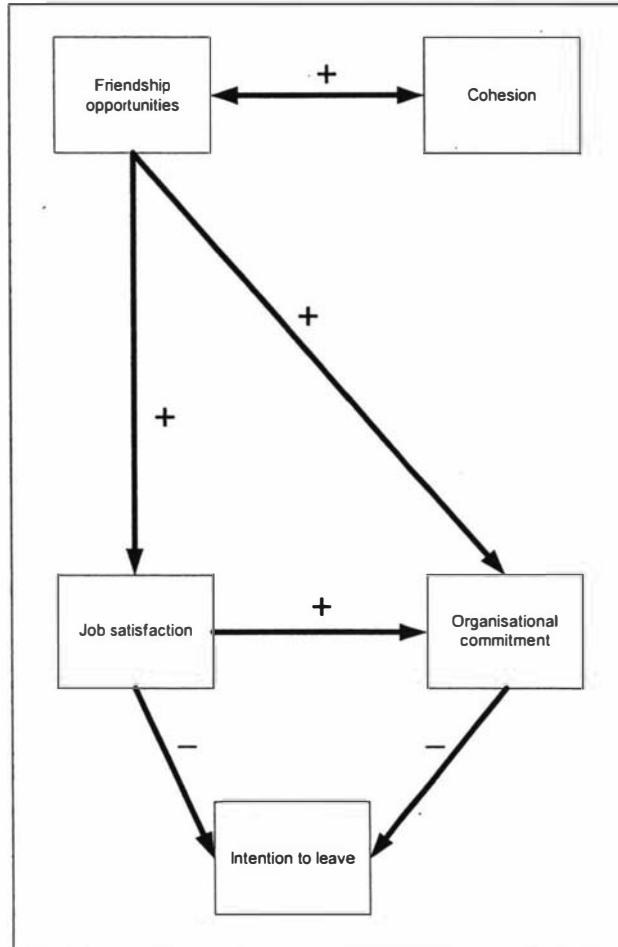 Friendship
opportunities
+
Cohesion
+
+
Job satisfaction
+
Organisational
commitment
–
–
Intention to leave